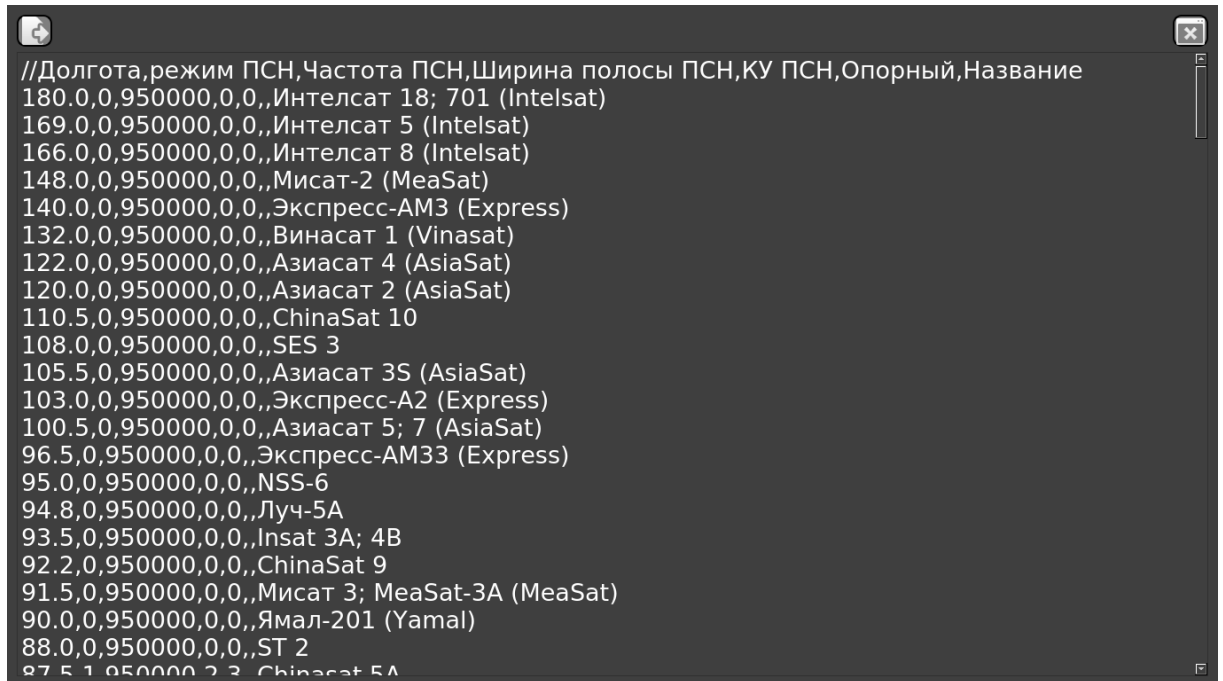 //Долгота,режим ПСН,Частота ПСН,Ширина полосы ПСН,КУ ПСН,Опорный,Название
180.0,0,950000,0,0,,Интелсат 18; 701 (Intelsat)
169.0,0,950000,0,0,,Интелсат 5 (Intelsat)
166.0,0,950000,0,0,,Интелсат 8 (Intelsat)
148.0,0,950000,0,0,,Мисат-2 (MeaSat)
140.0,0,950000,0,0,,Экспресс-АМ3 (Express)
132.0,0,950000,0,0,,Винасат 1 (Vinasat)
122.0,0,950000,0,0,,Азиасат 4 (AsiaSat)
120.0,0,950000,0,0,,Азиасат 2 (AsiaSat)
110.5,0,950000,0,0,,ChinaSat 10
108.0,0,950000,0,0,,SES 3
105.5,0,950000,0,0,,Азиасат 3S (AsiaSat)
103.0,0,950000,0,0,,Экспресс-А2 (Express)
100.5,0,950000,0,0,,Азиасат 5; 7 (AsiaSat)
96.5,0,950000,0,0,,Экспресс-АМ33 (Express)
95.0,0,950000,0,0,,NSS-6
94.8,0,950000,0,0,,Луч-5А
93.5,0,950000,0,0,,Insat 3A; 4B
92.2,0,950000,0,0,,ChinaSat 9
91.5,0,950000,0,0,,Мисат 3; MeaSat-3A (MeaSat)
90.0,0,950000,0,0,,Ямал-201 (Yamal)
88.0,0,950000,0,0,,ST 2
87.5,1,950000,2,3,,Chinasat 5A